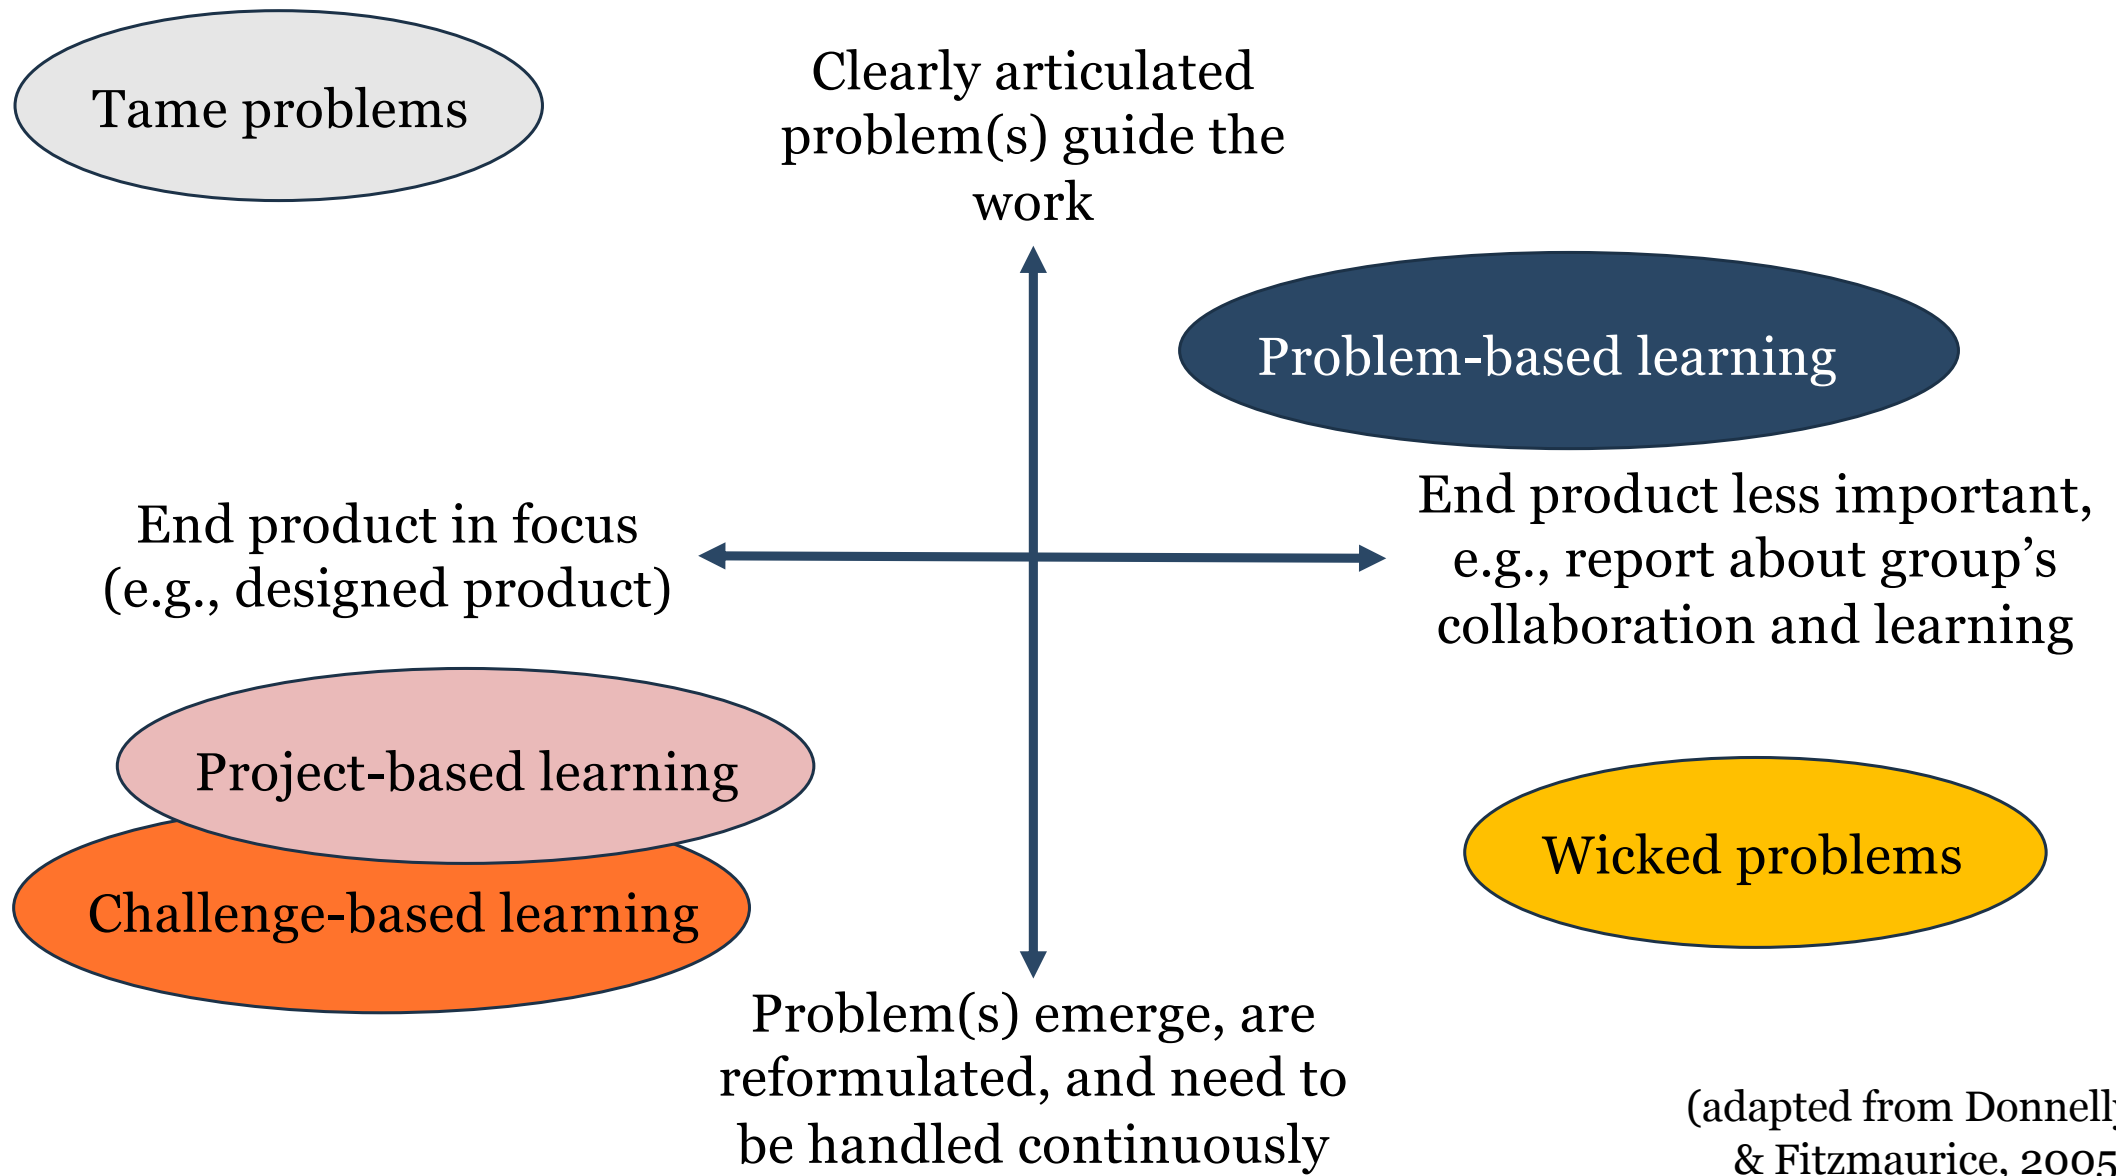 Tame problems
Clearly articulated
problem(s) guide the
work
Problem-based learning
End product in focus
(e.g., designed product)
End product less important,
e.g., report about group’s
collaboration and learning
Project-based learning
Challenge-based learning
Wicked problems
Problem(s) emerge, are
reformulated, and need to
be handled continuously
(adapted from Donnelly
& Fitzmaurice, 2005